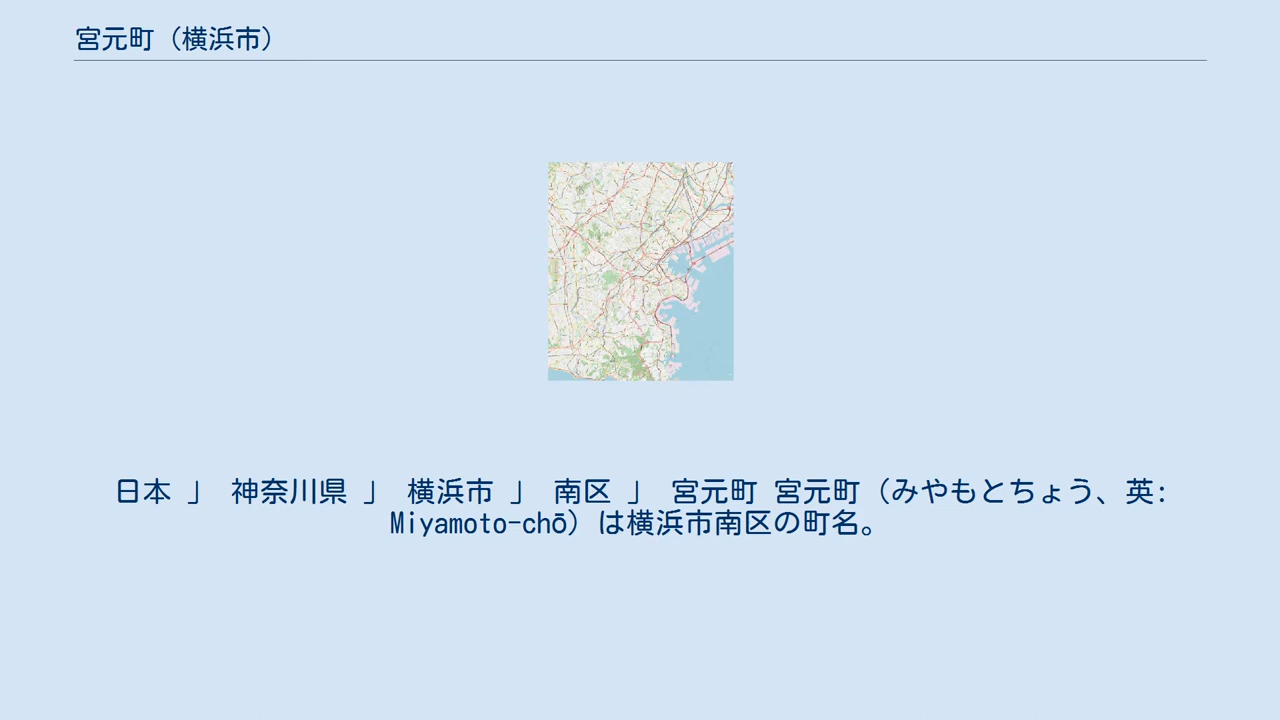 宮元町（横浜市）
日本 」 神奈川県 」 横浜市 」 南区 」 宮元町 宮元町（みやもとちょう、英:
Miyamoto-chō）は横浜市南区の町名。